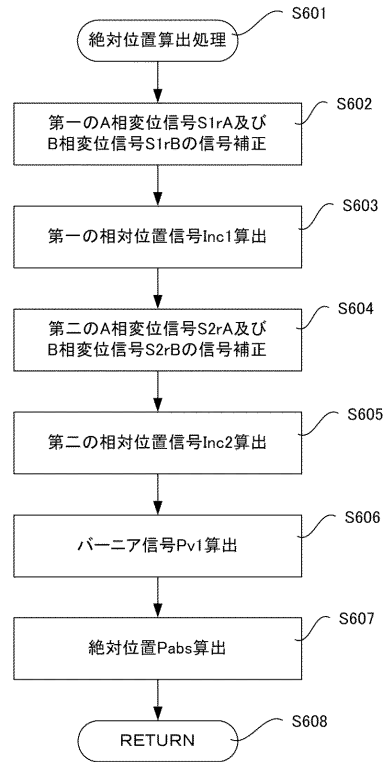 絶対位置算出処理
S601
第一のA相変位信号S1rA及び
B相変位信号S1rBの信号補正
S602
第一の相対位置信号Inc1算出
S603
第二のA相変位信号S2rA及び
B相変位信号S2rBの信号補正
S604
第二の相対位置信号Inc2算出
S605
バーニア信号Pv1算出
S606
絶対位置Pabs算出
S607
RETURN
S608